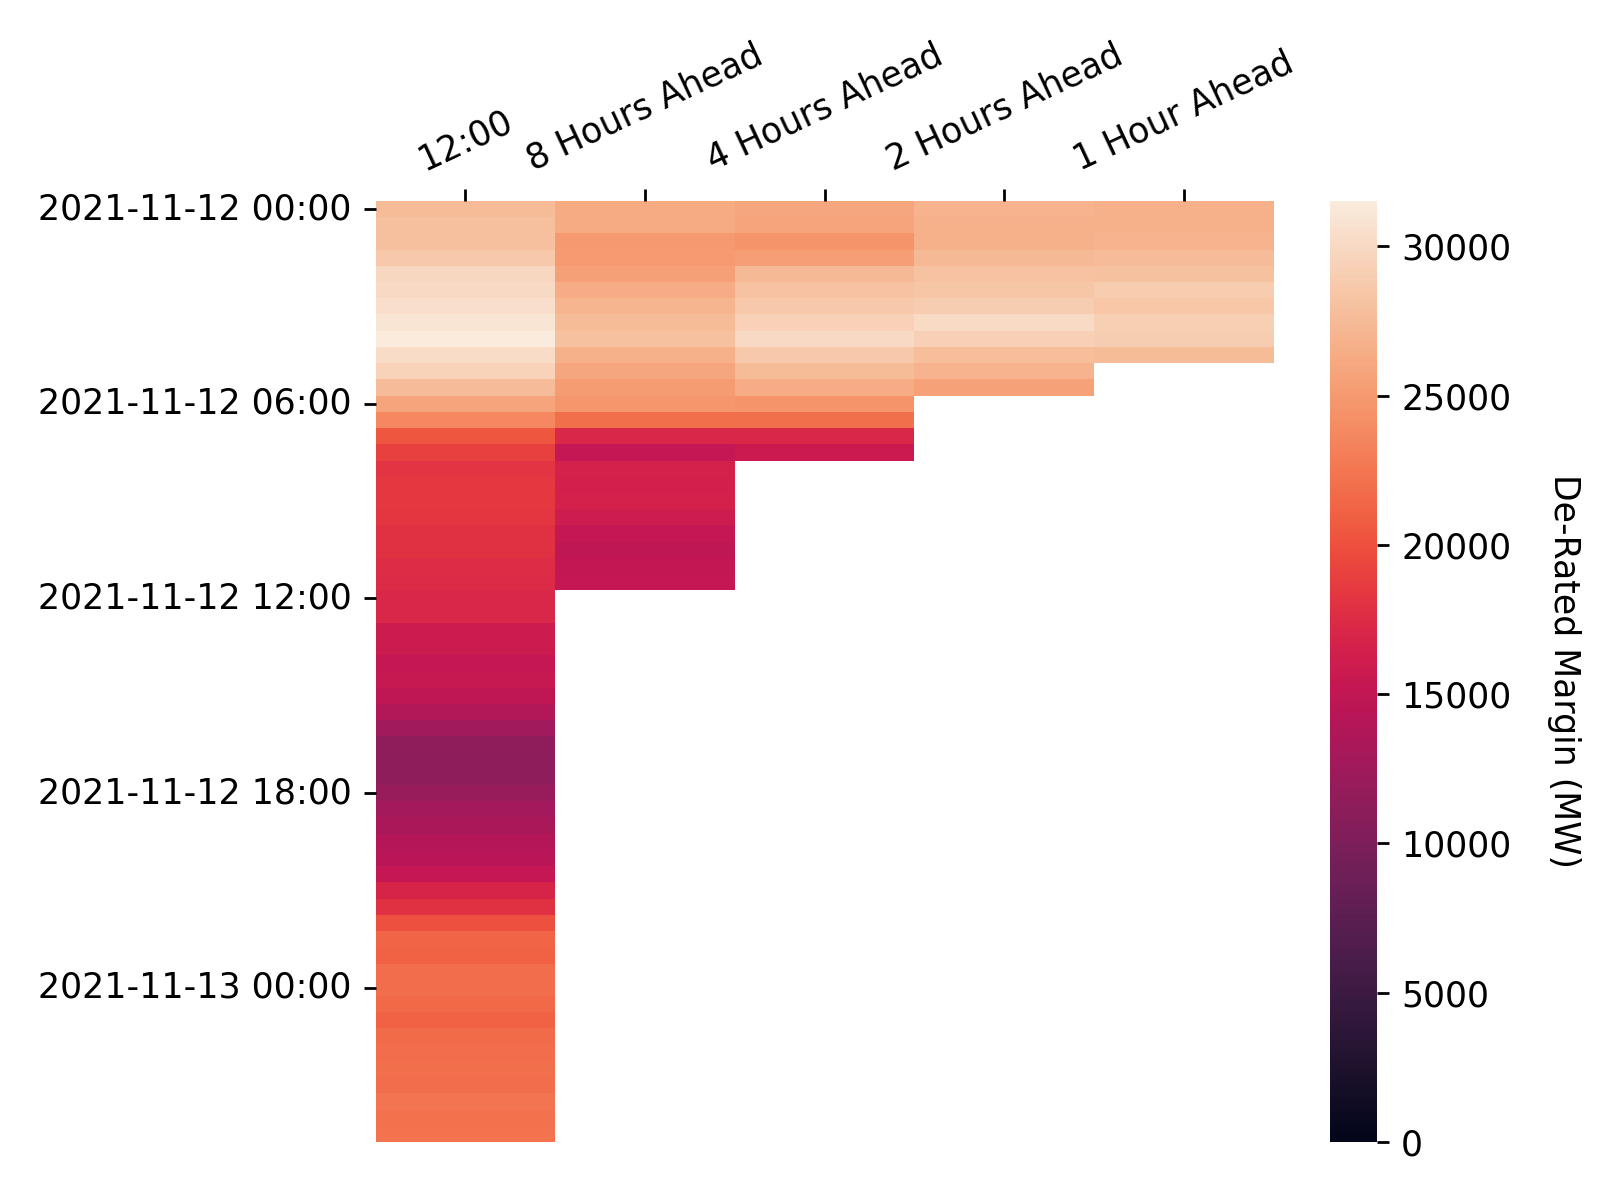 12:00
8 Hours Ahead
4 Hours Ahead
2 Hours Ahead
1 Hour Ahead
2021-11-12 00:00
2021-11-12 06:00
2021-11-12 12:00
2021-11-12 18:00
2021-11-13 00:00
30000
25000
20000
15000
10000
5000
0
De-Rated Margin (MW)